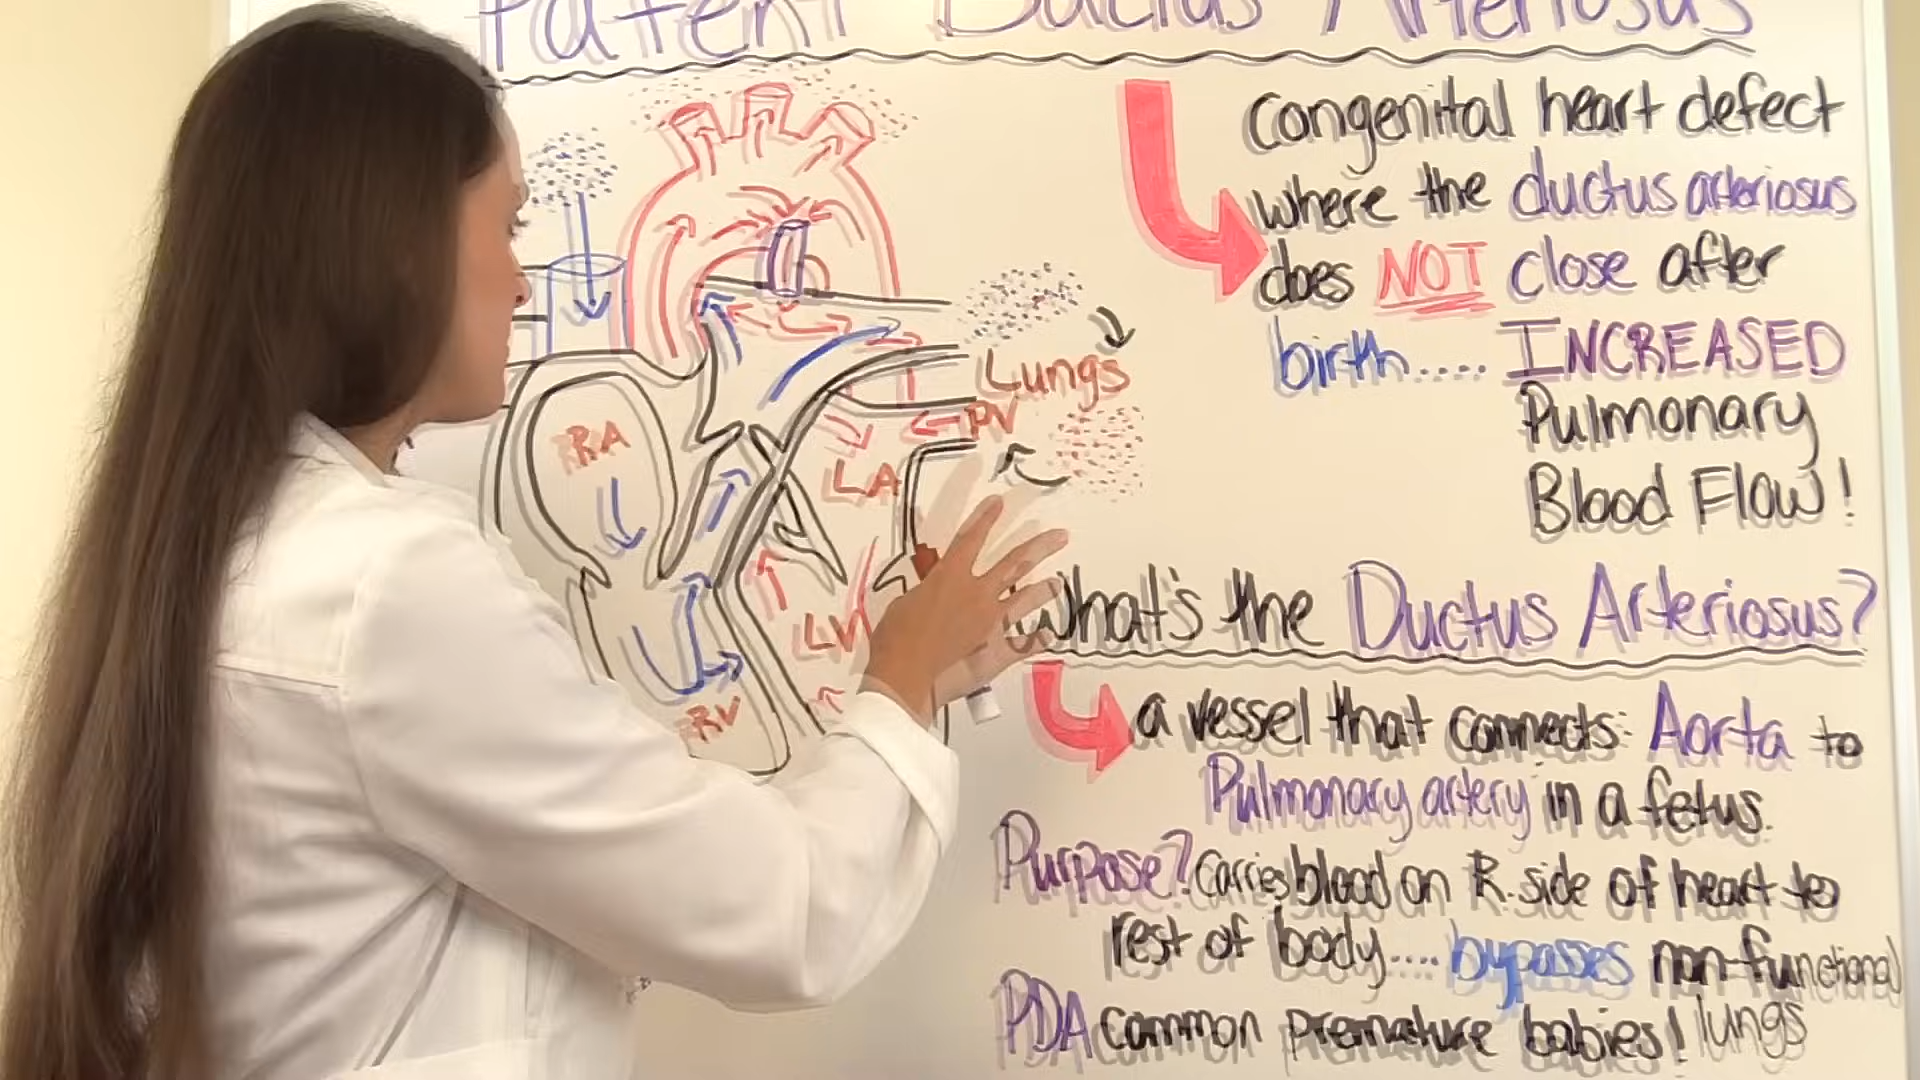 Patent Ductus Arteriosus
Congenital heart defect
where the ductus arteriosus
does NOT close after
birth..... INCREASED
Pulmonary
Blood Flow!
Lungs
PV
RA
LA
LV
RV
What's the Ductus Arteriosus?
a vessel that connects: Aorta to
Pulmonary artery in a fetus.
Purpose? Carries blood on R. side of heart to
rest of body.... bypasses non-functional
lungs
PDA common premature babies!